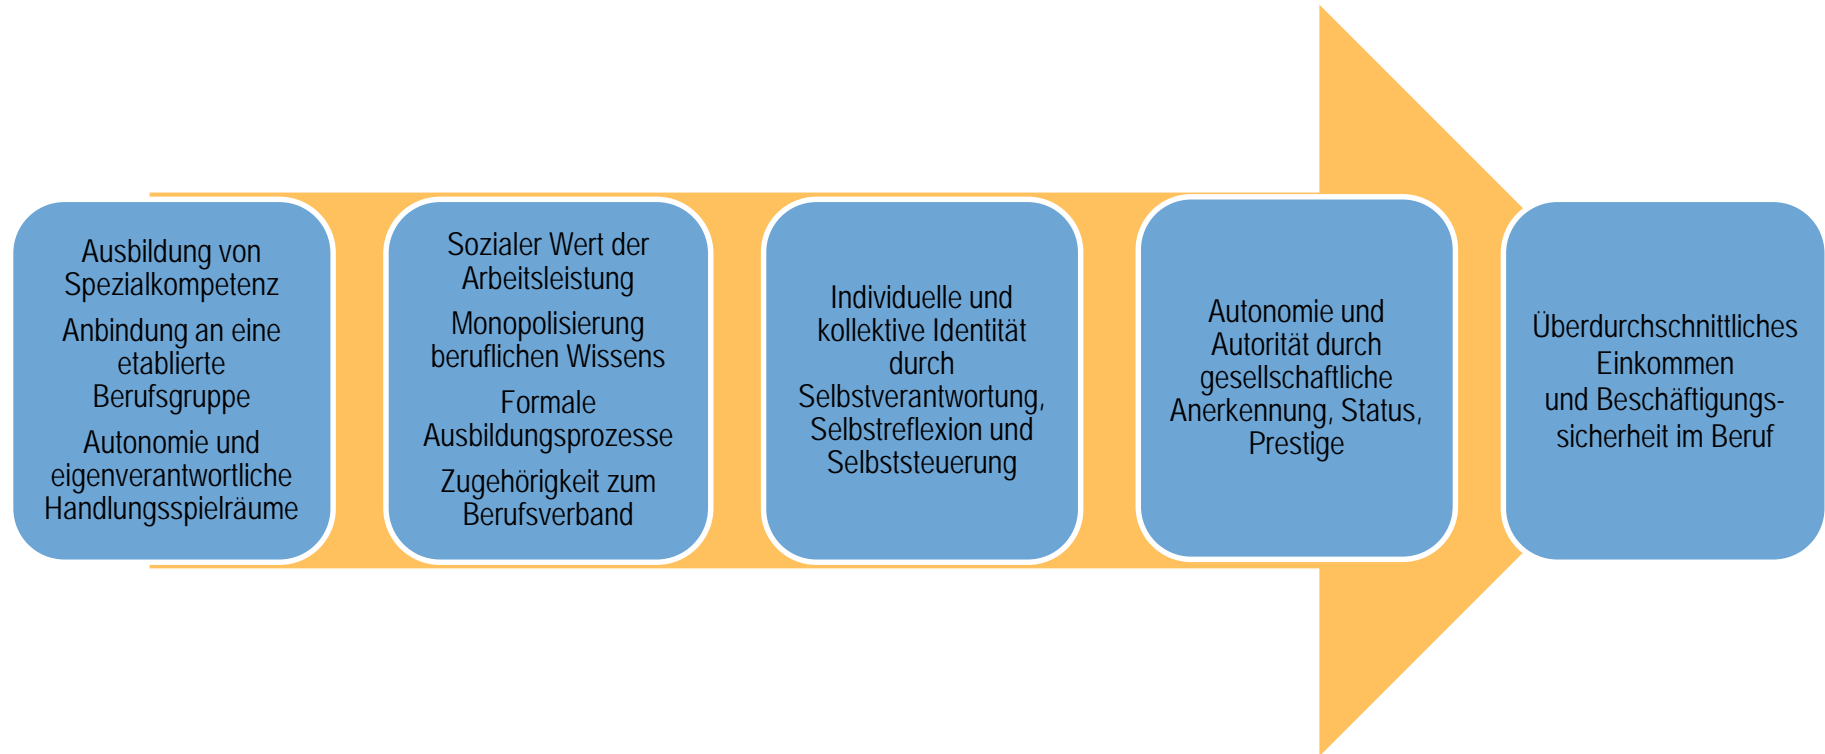 Ausbildung von
Spezialkompetenz
Anbindung an eine
etablierte
Berufsgruppe
Autonomie und
eigenverantwortliche
Handlungsspielräume
Sozialer Wert der
Arbeitsleistung
Monopolisierung
beruflichen Wissens
Formale
Ausbildungsprozesse
Zugehörigkeit zum
Berufsverband
Individuelle und
kollektive Identität
durch
Selbstverantwortung,
Selbstreflexion und
Selbststeuerung
Autonomie und
Autorität durch
gesellschaftliche
Anerkennung, Status,
Prestige
Überdurchschnittliches
Einkommen
und Beschäftigungs-
sicherheit im Beruf